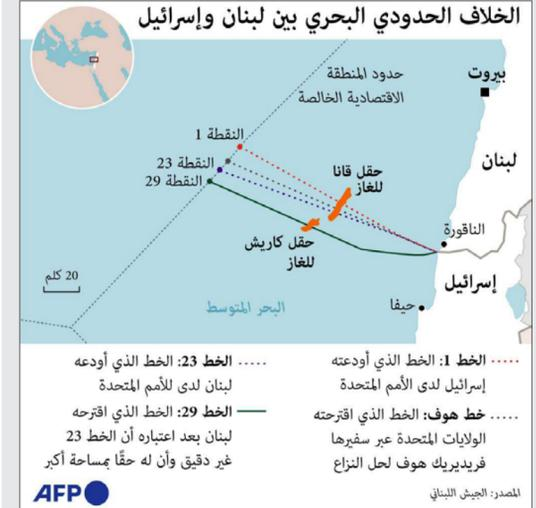 الخلاف الحدودي البحري بين لبنان وإسرائيل
حدود المنطقة
الاقتصادية الخالصة
بيروت
النقطة 1
النقطة 23
النقطة 29
حقل قانا
للغاز
لبنان
حقل كاريش
للغاز
الناقورة
20 كلم
إسرائيل
البحر المتوسط
حيفا
الخط 1: الخط الذي أودعته
إسرائيل لدى الأمم المتحدة
خط هوف: الخط الذي اقترحته
الولايات المتحدة عبر سفيرها
فريديريك هوف لحل النزاع
الخط 23: الخط الذي أودعه
لبنان لدى للأمم المتحدة
الخط 29: الخط الذي اقترحه
لبنان بعد اعتباره أن الخط 23
غير دقيق وأن له حقًا بمساحة أكبر
المصدر: الجيش اللبناني
AFP